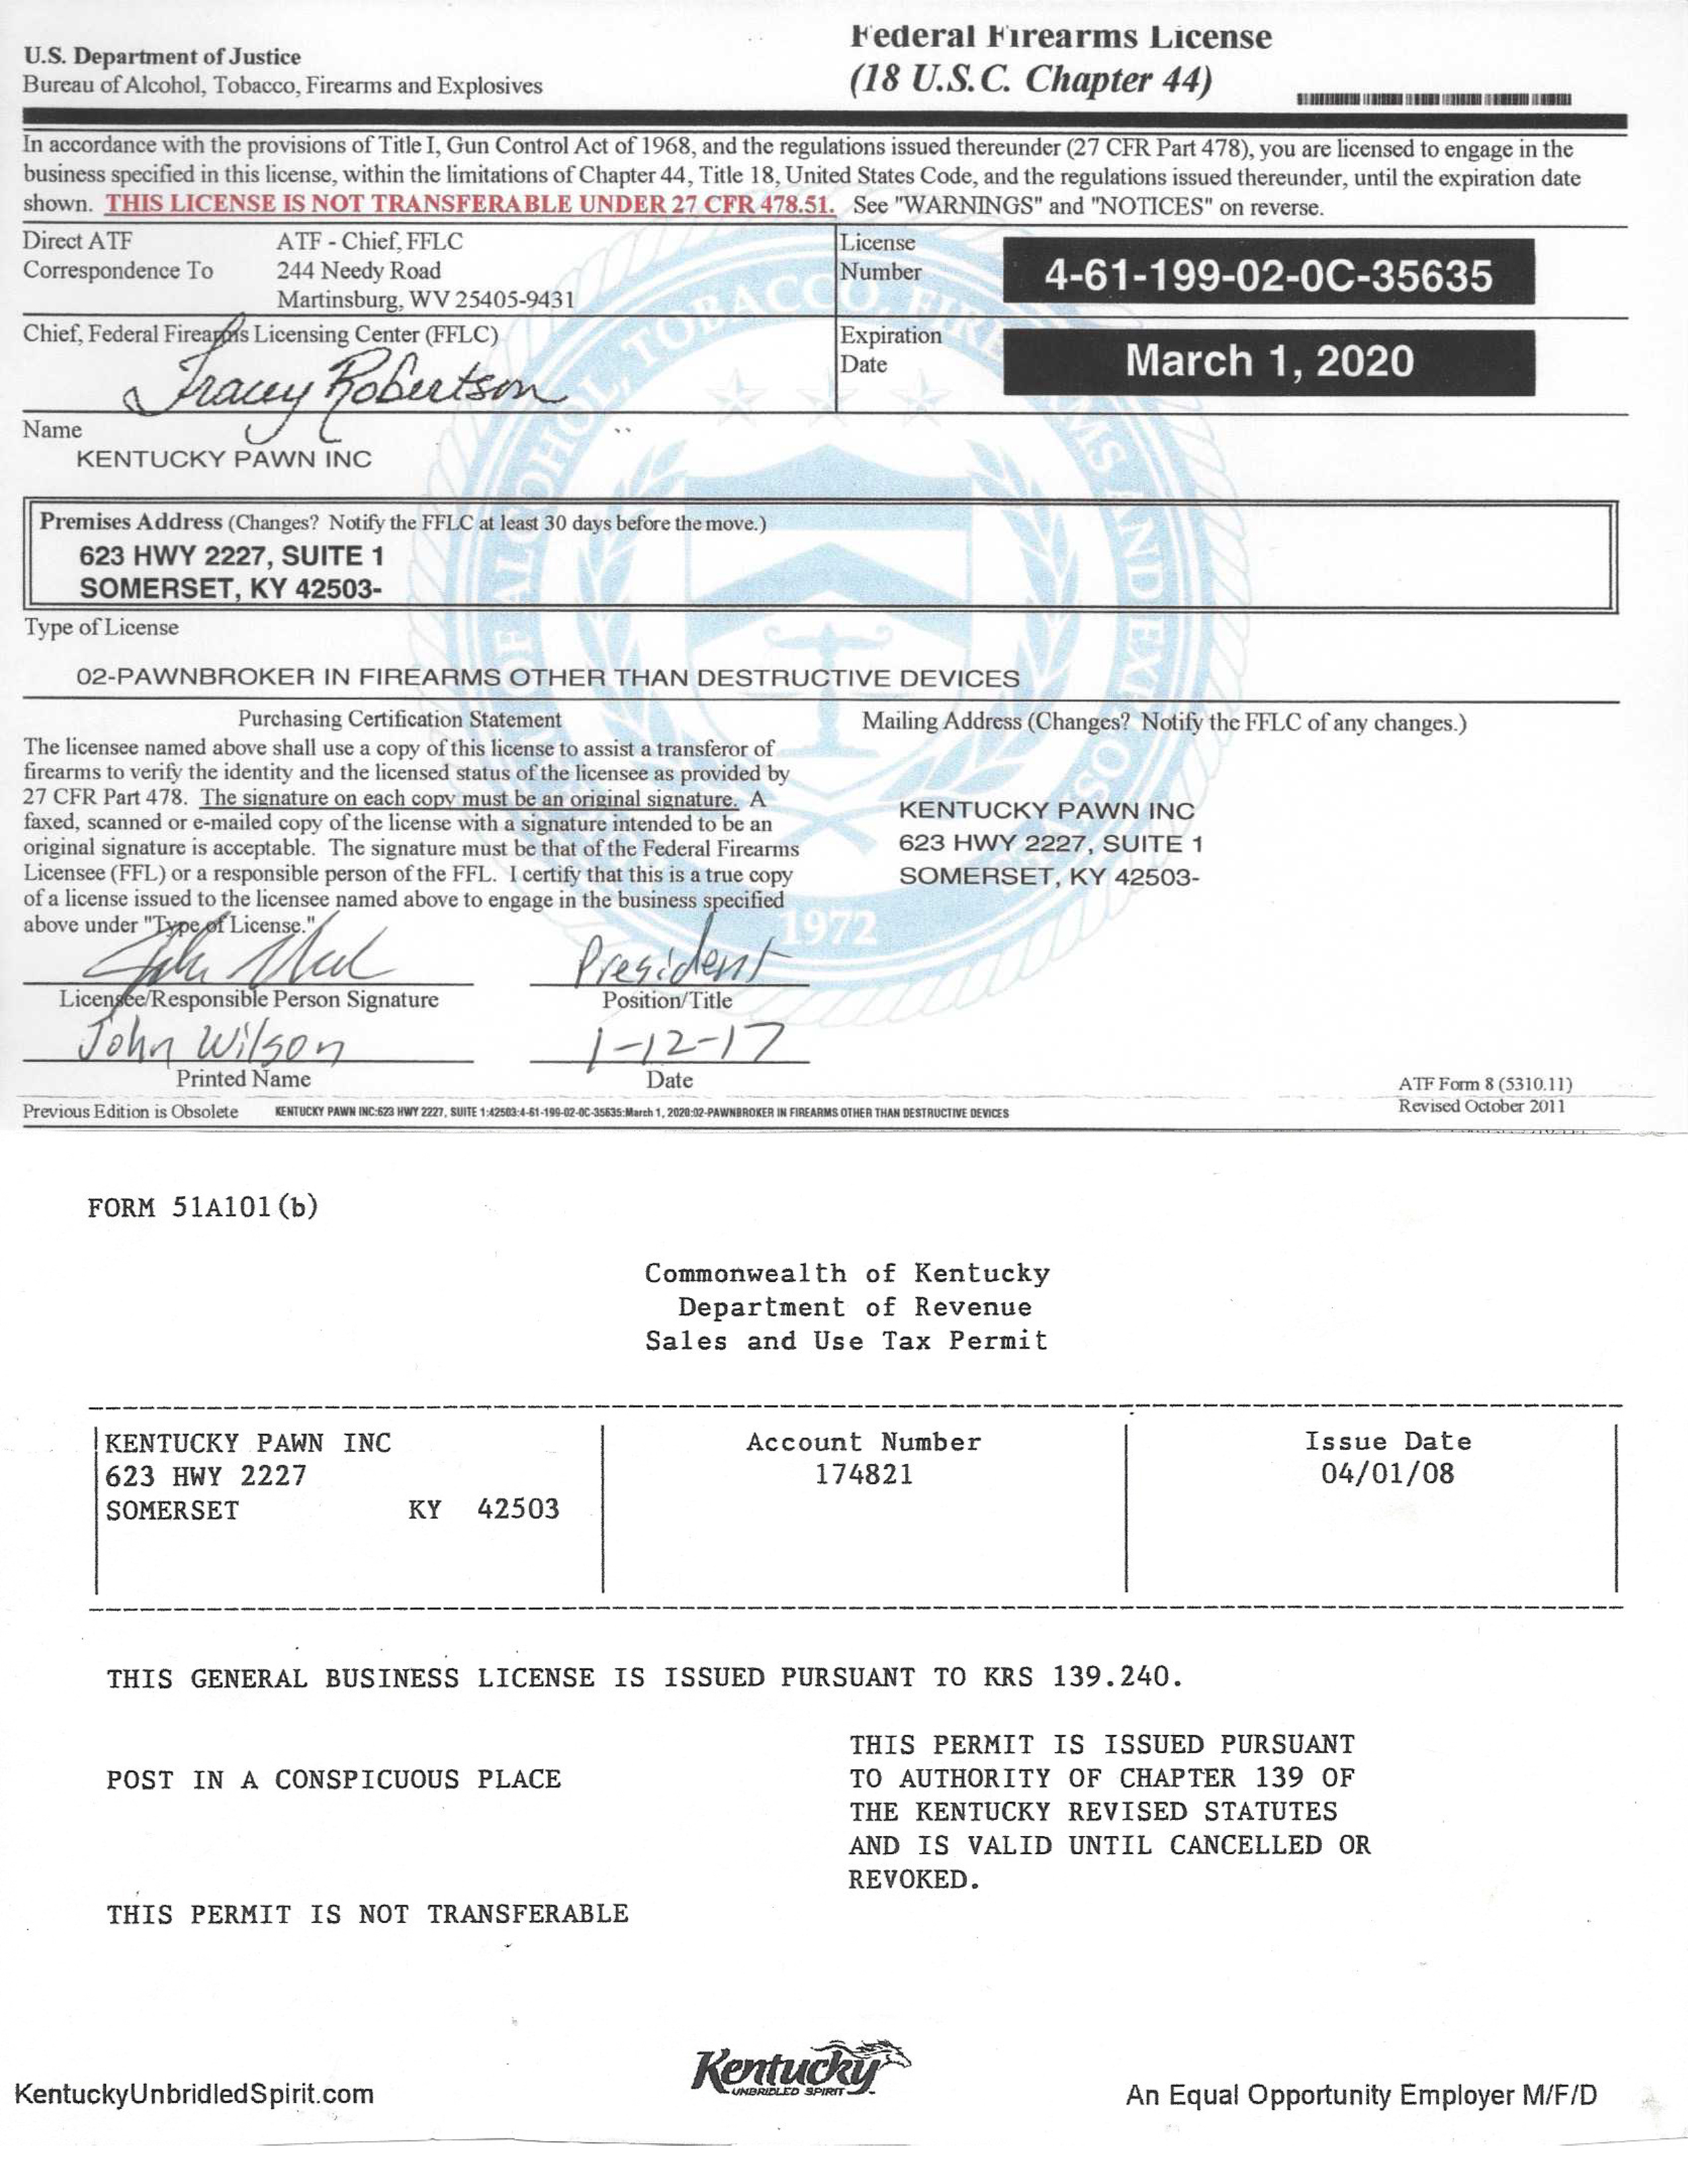 U.S. Department of Justice
Bureau of Alcohol, Tobacco, Firearms and Explosives
Federal Firearms License
(18 U.S.C. Chapter 44)
In accordance with the provisions of Title I, Gun Control Act of 1968, and the regulations issued thereunder (27 CFR Part 478), you are licensed to engage in the
business specified in this license, within the limitations of Chapter 44, Title 18, United States Code, and the regulations issued thereunder, until the expiration date
shown. THIS LICENSE IS NOT TRANSFERABLE UNDER 27 CFR 478.51. See "WARNINGS" and "NOTICES" on reverse.
Direct ATF
Correspondence To
ATF - Chief, FFLC
244 Needy Road
Martinsburg, WV 25405-9431
License
Number
4-61-199-02-0C-35635
Chief, Federal Firearms Licensing Center (FFLC)
Tracey Robertson
Expiration
Date
March 1, 2020
Name
KENTUCKY PAWN INC
Premises Address (Changes? Notify the FFLC at least 30 days before the move.)
623 HWY 2227, SUITE 1
SOMERSET, KY 42503-
Type of License
02-PAWNBROKER IN FIREARMS OTHER THAN DESTRUCTIVE DEVICES
Purchasing Certification Statement
The licensee named above shall use a copy of this license to assist a transferor of
firearms to verify the identity and the licensed status of the licensee as provided by
27 CFR Part 478. The signature on each copy must be an original signature. A
faxed, scanned or e-mailed copy of the license with a signature intended to be an
original signature is acceptable. The signature must be that of the Federal Firearms
Licensee (FFL) or a responsible person of the FFL. I certify that this is a true copy
of a license issued to the licensee named above to engage in the business specified
above under "Type of License."
Mailing Address (Changes? Notify the FFLC of any changes.)
KENTUCKY PAWN INC
623 HWY 2227, SUITE 1
SOMERSET, KY 42503-
1972
President
Licensee/Responsible Person Signature
Position/Title
John Wilson
1-12-17
Printed Name
Date
ATF Form 8 (5310.11)
Revised October 2011
Previous Edition is Obsolete
KENTUCKY PAWN INC:623 HWY 2227, SUITE 1:42503:4-61-199-02-0C-35635:March 1, 2020:02-PAWNBROKER IN FIREARMS OTHER THAN DESTRUCTIVE DEVICES
FORM 51A101(b)
Commonwealth of Kentucky
Department of Revenue
Sales and Use Tax Permit
KENTUCKY PAWN INC
623 HWY 2227
SOMERSET KY 42503
Account Number
174821
Issue Date
04/01/08
THIS GENERAL BUSINESS LICENSE IS ISSUED PURSUANT TO KRS 139.240.
POST IN A CONSPICUOUS PLACE
THIS PERMIT IS ISSUED PURSUANT
TO AUTHORITY OF CHAPTER 139 OF
THE KENTUCKY REVISED STATUTES
AND IS VALID UNTIL CANCELLED OR
REVOKED.
THIS PERMIT IS NOT TRANSFERABLE
KentuckyUnbridledSpirit.com
Kentucky
UNBRIDLED SPIRIT
An Equal Opportunity Employer M/F/D